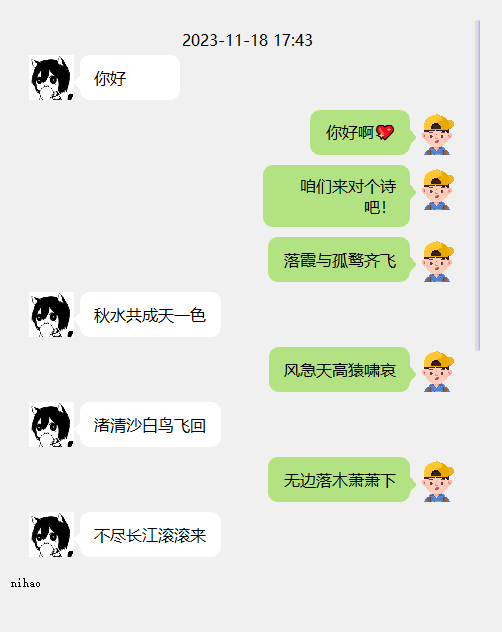 2023-11-18 17:43
你好
你好啊💖
咱们来对个诗
吧！
落霞与孤鹜齐飞
秋水共成天一色
风急天高猿啸哀
渚清沙白鸟飞回
无边落木萧萧下
不尽长江滚滚来
nihao